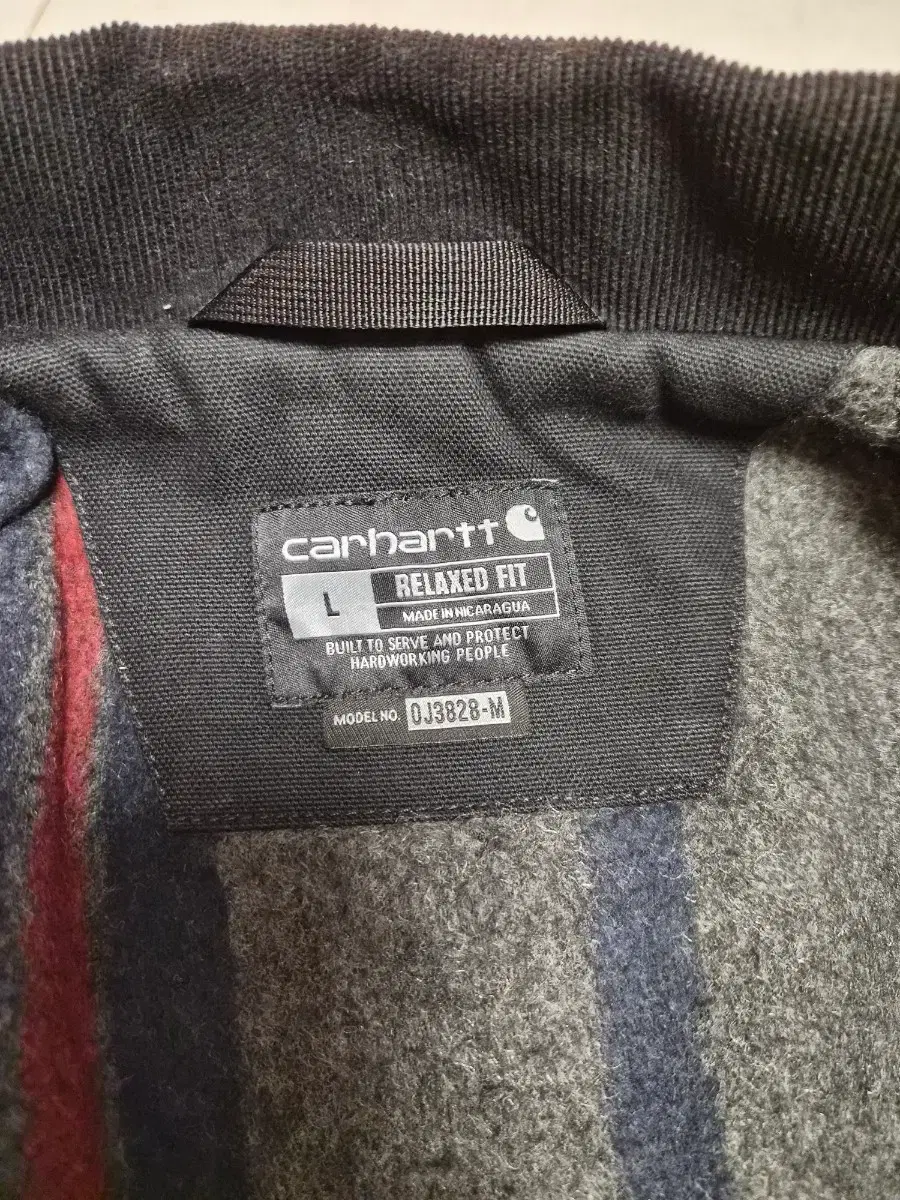 carhartt
L
RELAXED FIT
MADE IN NICARAGUA
BUILT TO SERVE AND PROTECT
HARDWORKING PEOPLE
MODEL NO. OJ3828-M